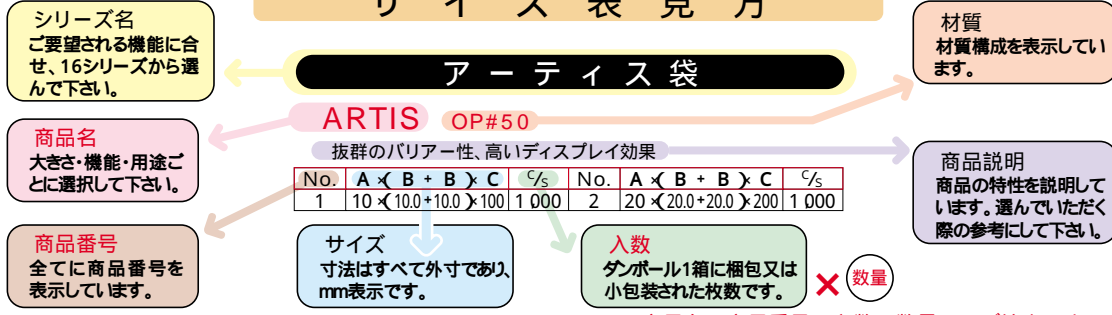 サイズ表見方
シリーズ名
ご要望される機能に合
せ、16シリーズから選
んで下さい。
材質
材質構成を表示してい
ます。
アーティス袋
ARTIS OP#50
抜群のバリアー性、高いディスプレイ効果
商品名
大きさ・機能・用途ご
とに選択して下さい。
商品説明
商品の特性を説明して
います。選んでいただく
際の参考にして下さい。
No. A×( B + B )× C C/S No. A×( B + B )× C C/S
1 10×(10.0+10.0)×100 1000 2 20×(20.0+20.0)×200 1000
商品番号
全てに商品番号を
表示しています。
サイズ
寸法はすべて外寸であり、
mm表示です。
入数
ダンボール1箱に梱包又は
小包装された枚数です。
× 数量